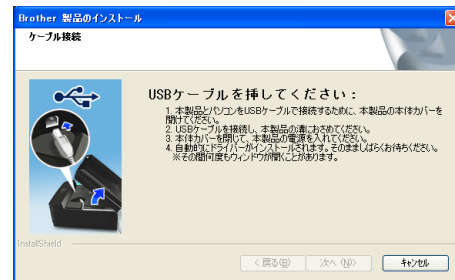 Brother 製品のインストール
ケーブル接続
USBケーブルを挿してください：
1. 本製品とパソコンをUSBケーブルで接続するために、本製品の本体カバーを
開けてください。
2. USBケーブルを接続し、本製品の溝におさめてください。
3. 本体カバーを閉じて、本製品の電源を入れてください。
4. 自動的にドライバーがインストールされます。そのまましばらくお待ちください。
※その間何度もウィンドウが開くことがあります。
InstallShield
< 戻る(B)
次へ (N)>
キャンセル